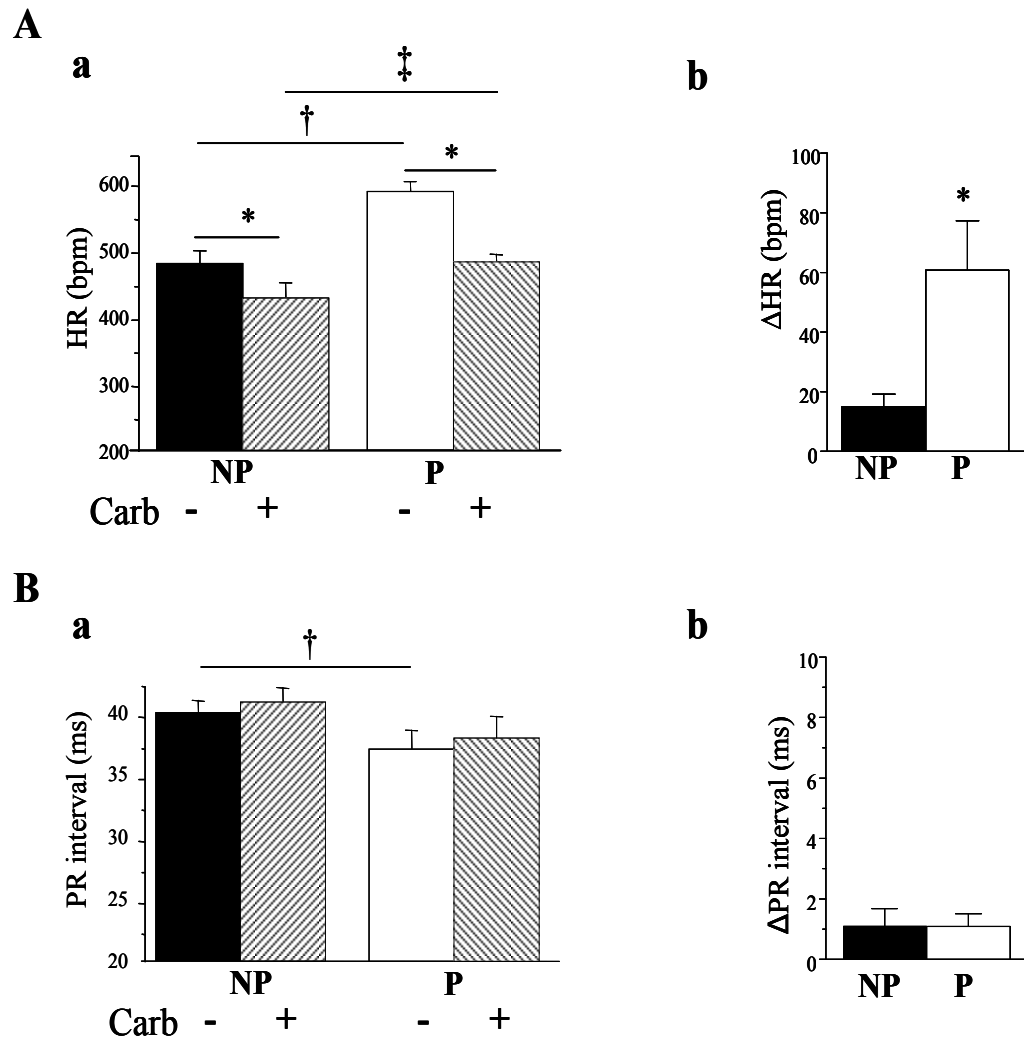 A
a
‡
†
*
*
HR (bpm)
600
500
400
300
200
NP P
Carb - + - +
b
ΔHR (bpm)
100
80
60
40
20
0
*
NP P
B
a
†
PR interval (ms)
40
35
30
25
20
NP P
Carb - + - +
b
ΔPR interval (ms)
10
8
6
4
2
0
NP P